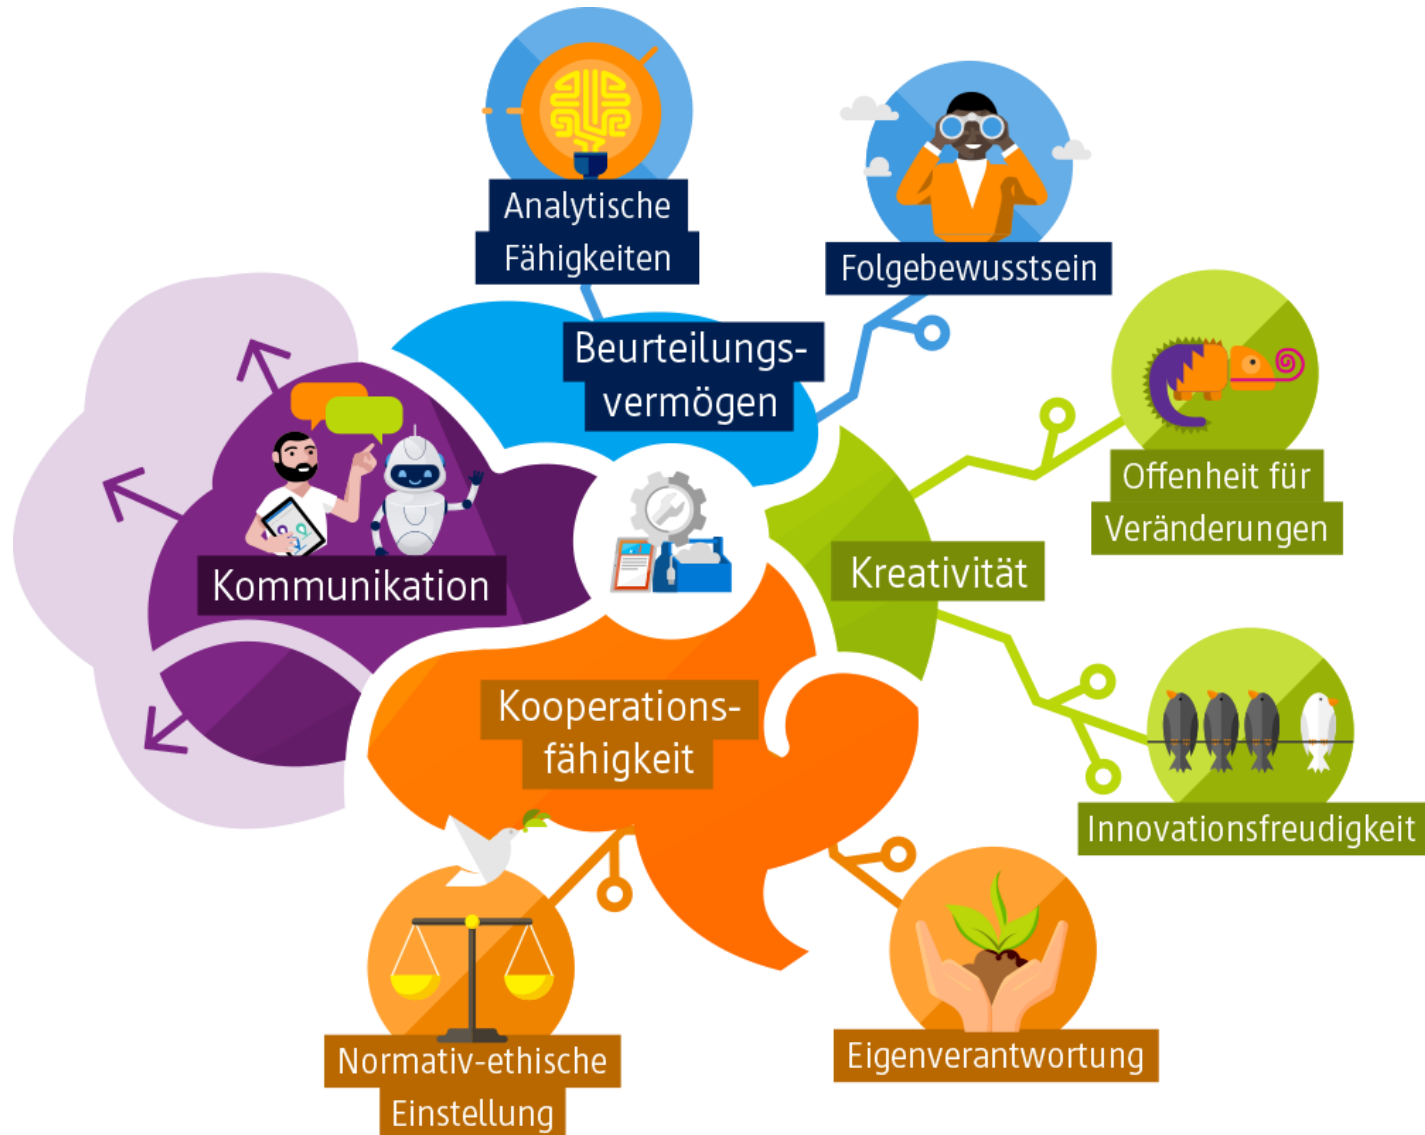 Analytische
Fähigkeiten
Folgebewusstsein
Beurteilungs-
vermögen
Offenheit für
Veränderungen
Kommunikation
Kreativität
Kooperations-
fähigkeit
Innovationsfreudigkeit
Normativ-ethische
Einstellung
Eigenverantwortung